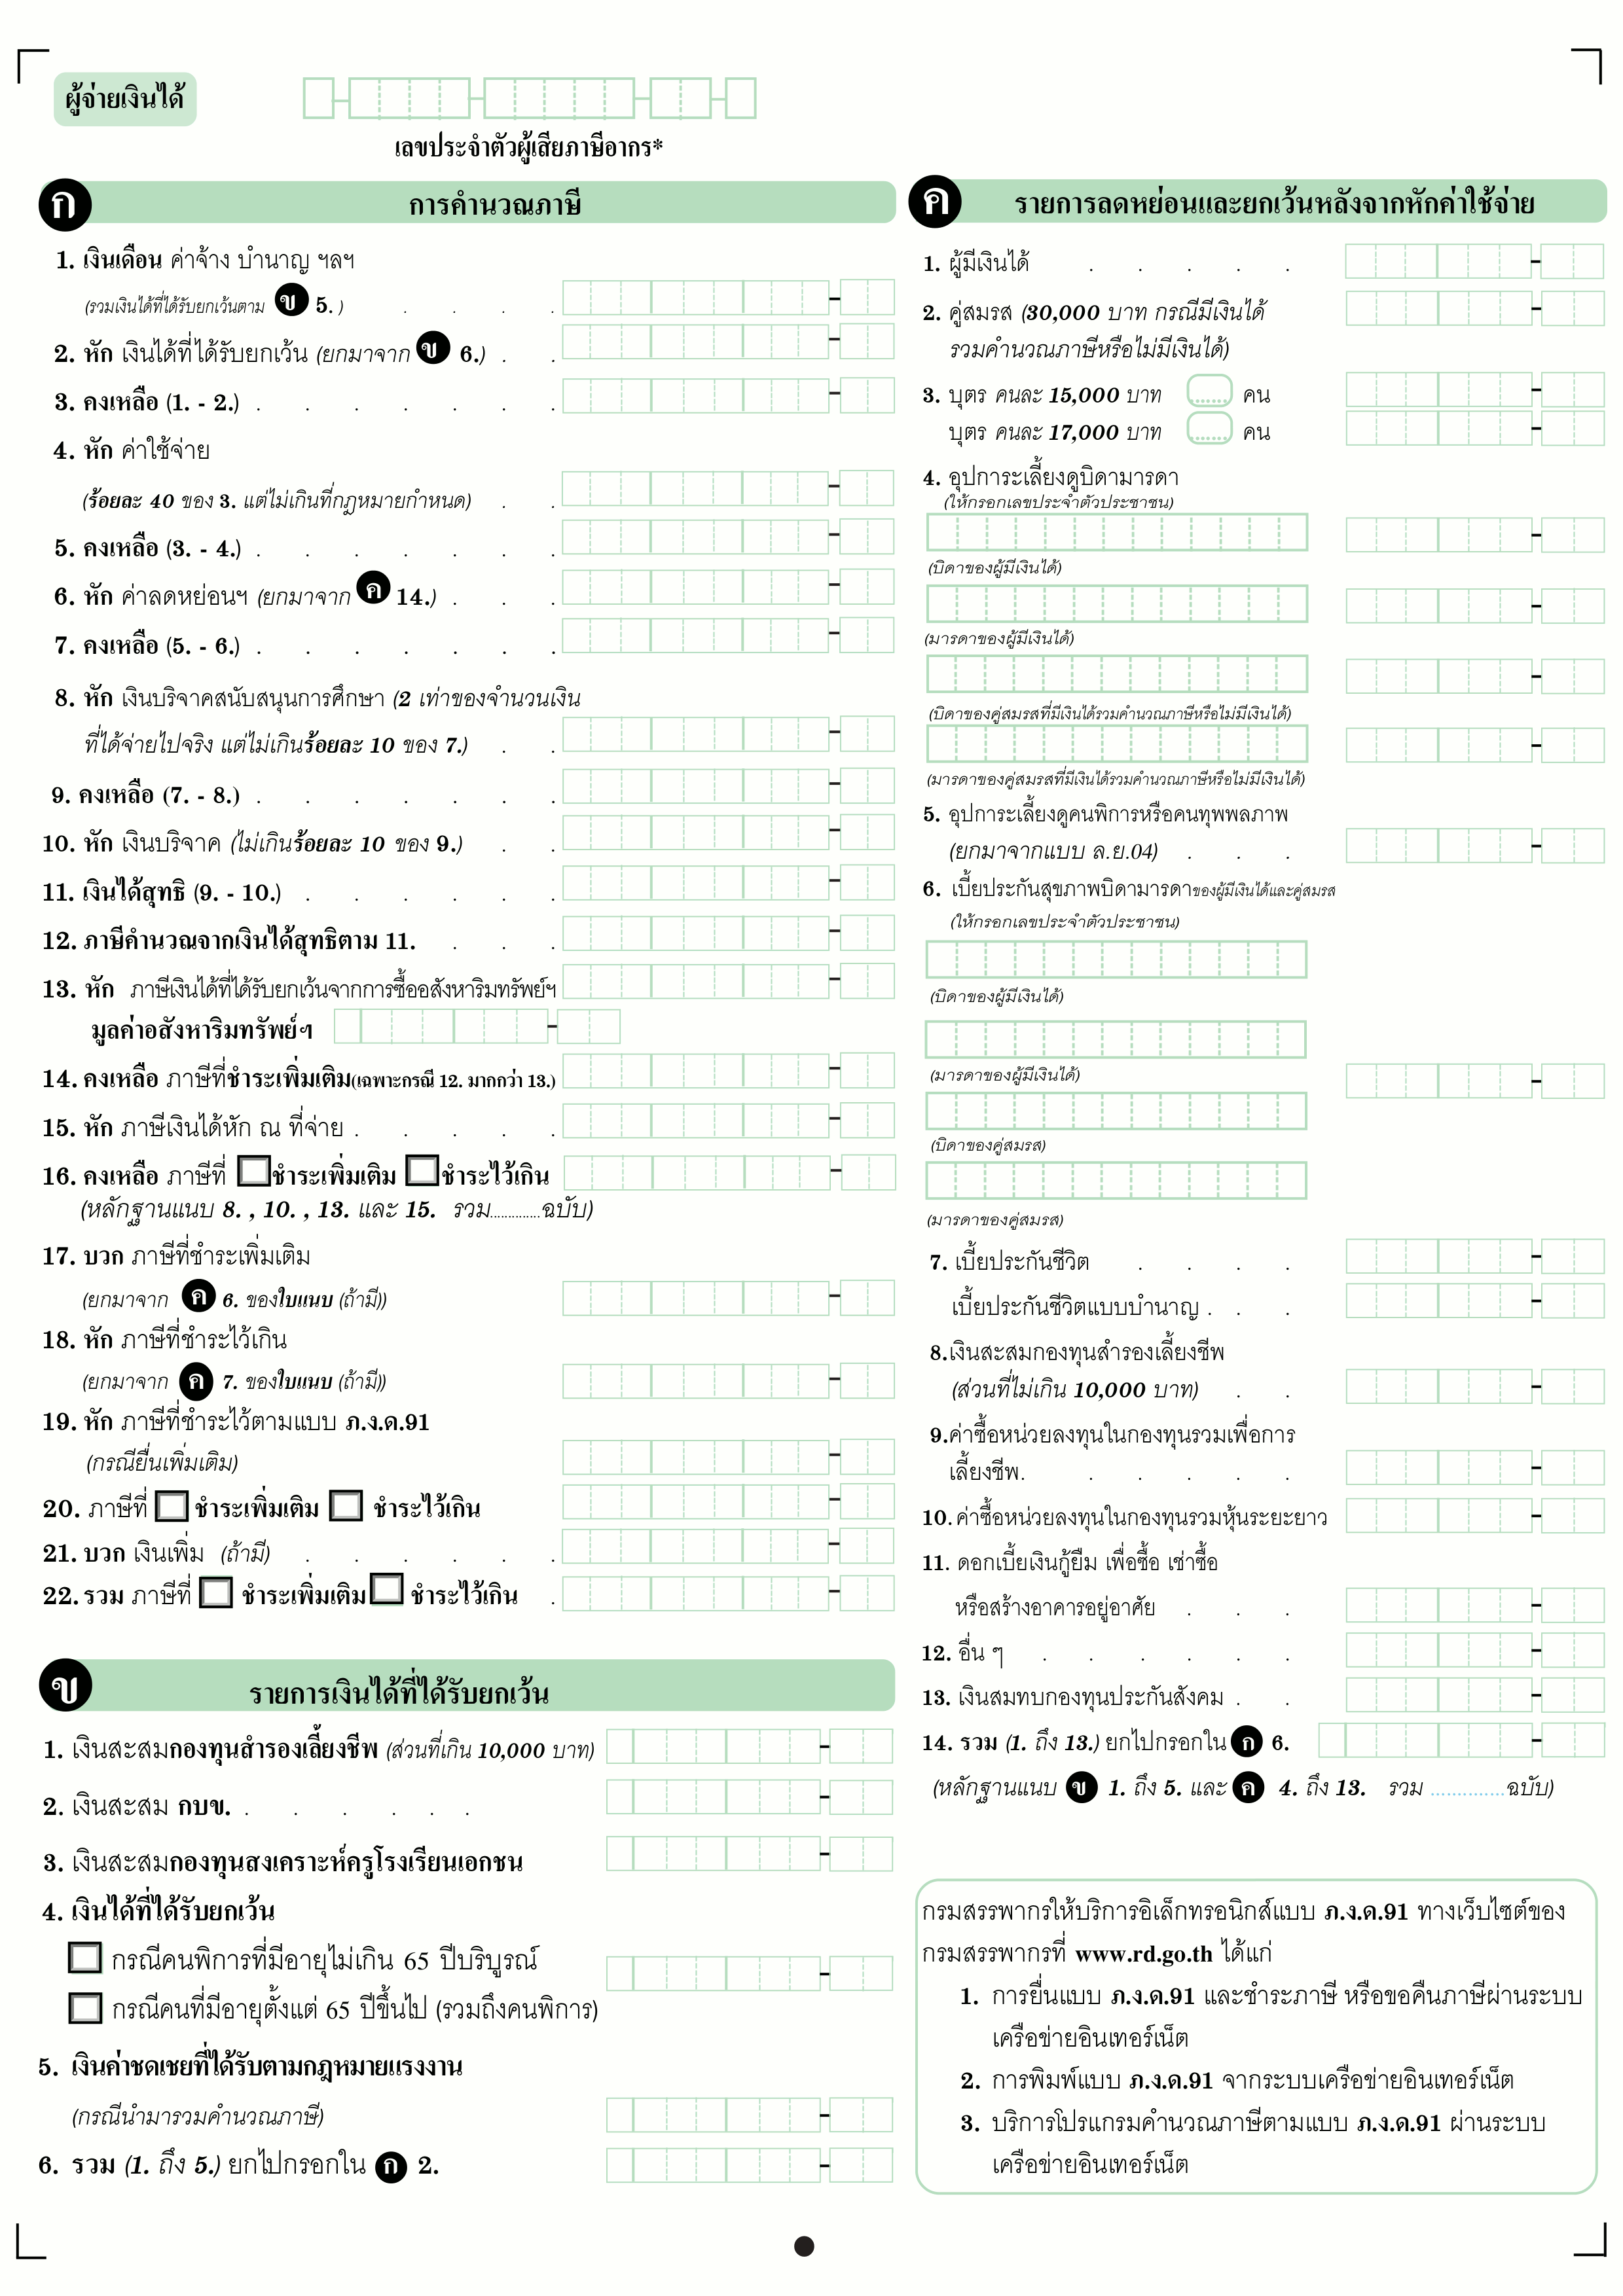 ผู้จ่ายเงินได้
เลขประจำตัวผู้เสียภาษีอากร*
ก การคำนวณภาษี
1. เงินเดือน ค่าจ้าง บำนาญ ฯลฯ
(รวมเงินได้ที่ได้รับยกเว้นตาม ข 5. ) . . . .
2. หัก เงินได้ที่ได้รับยกเว้น (ยกมาจาก ข 6.) . .
3. คงเหลือ (1. - 2.) . . . . . . .
4. หัก ค่าใช้จ่าย
(ร้อยละ 40 ของ 3. แต่ไม่เกินที่กฎหมายกำหนด) . .
5. คงเหลือ (3. - 4.) . . . . . . .
6. หัก ค่าลดหย่อนฯ (ยกมาจาก ค 14.) . . .
7. คงเหลือ (5. - 6.) . . . . . . .
8. หัก เงินบริจาคสนับสนุนการศึกษา (2 เท่าของจำนวนเงิน
ที่ได้จ่ายไปจริง แต่ไม่เกินร้อยละ 10 ของ 7.) . .
9. คงเหลือ (7. - 8.) . . . . . . .
10. หัก เงินบริจาค (ไม่เกินร้อยละ 10 ของ 9.) . .
11. เงินได้สุทธิ (9. - 10.) . . . . . .
12. ภาษีคำนวณจากเงินได้สุทธิตาม 11. . . .
13. หัก ภาษีเงินได้ที่ได้รับยกเว้นจากการซื้ออสังหาริมทรัพย์ฯ
มูลค่าอสังหาริมทรัพย์ฯ
14. คงเหลือ ภาษีที่ชำระเพิ่มเติม(เฉพาะกรณี 12. มากกว่า 13.)
15. หัก ภาษีเงินได้หัก ณ ที่จ่าย . . . . .
16. คงเหลือ ภาษีที่ ชำระเพิ่มเติม ชำระไว้เกิน
(หลักฐานแนบ 8. , 10. , 13. และ 15. รวม..............ฉบับ)
17. บวก ภาษีที่ชำระเพิ่มเติม
(ยกมาจาก ค 6. ของใบแนบ (ถ้ามี))
18. หัก ภาษีที่ชำระไว้เกิน
(ยกมาจาก ค 7. ของใบแนบ (ถ้ามี))
19. หัก ภาษีที่ชำระไว้ตามแบบ ภ.ง.ด.91
(กรณียื่นเพิ่มเติม)
20. ภาษีที่ ชำระเพิ่มเติม ชำระไว้เกิน
21. บวก เงินเพิ่ม (ถ้ามี) . . . . . .
22. รวม ภาษีที่ ชำระเพิ่มเติม ชำระไว้เกิน .
ข รายการเงินได้ที่ได้รับยกเว้น
1. เงินสะสมกองทุนสำรองเลี้ยงชีพ (ส่วนที่เกิน 10,000 บาท)
2. เงินสะสม กบข. . . . . . .
3. เงินสะสมกองทุนสงเคราะห์ครูโรงเรียนเอกชน
4. เงินได้ที่ได้รับยกเว้น
กรณีคนพิการที่มีอายุไม่เกิน 65 ปีบริบูรณ์
กรณีคนที่มีอายุตั้งแต่ 65 ปีขึ้นไป (รวมถึงคนพิการ)
5. เงินค่าชดเชยที่ได้รับตามกฎหมายแรงงาน
(กรณีนำมารวมคำนวณภาษี)
6. รวม (1. ถึง 5.) ยกไปกรอกใน ก 2.
ค รายการลดหย่อนและยกเว้นหลังจากหักค่าใช้จ่าย
1. ผู้มีเงินได้ . . . . .
2. คู่สมรส (30,000 บาท กรณีมีเงินได้
รวมคำนวณภาษีหรือไม่มีเงินได้)
3. บุตร คนละ 15,000 บาท ....... คน
บุตร คนละ 17,000 บาท ....... คน
4. อุปการะเลี้ยงดูบิดามารดา
(ให้กรอกเลขประจำตัวประชาชน)
(บิดาของผู้มีเงินได้)
(มารดาของผู้มีเงินได้)
(บิดาของคู่สมรสที่มีเงินได้รวมคำนวณภาษีหรือไม่มีเงินได้)
(มารดาของคู่สมรสที่มีเงินได้รวมคำนวณภาษีหรือไม่มีเงินได้)
5. อุปการะเลี้ยงดูคนพิการหรือคนทุพพลภาพ
(ยกมาจากแบบ ล.ย.04) . . .
6. เบี้ยประกันสุขภาพบิดามารดาของผู้มีเงินได้และคู่สมรส
(ให้กรอกเลขประจำตัวประชาชน)
(บิดาของผู้มีเงินได้)
(มารดาของผู้มีเงินได้)
(บิดาของคู่สมรส)
(มารดาของคู่สมรส)
7. เบี้ยประกันชีวิต . . . .
เบี้ยประกันชีวิตแบบบำนาญ . . .
8.เงินสะสมกองทุนสำรองเลี้ยงชีพ
(ส่วนที่ไม่เกิน 10,000 บาท) . .
9.ค่าซื้อหน่วยลงทุนในกองทุนรวมเพื่อการ
เลี้ยงชีพ. . . . . .
10.ค่าซื้อหน่วยลงทุนในกองทุนรวมหุ้นระยะยาว
11. ดอกเบี้ยเงินกู้ยืม เพื่อซื้อ เช่าซื้อ
หรือสร้างอาคารอยู่อาศัย . . .
12. อื่น ๆ . . . . . .
13. เงินสมทบกองทุนประกันสังคม . .
14. รวม (1. ถึง 13.) ยกไปกรอกใน ก 6.
(หลักฐานแนบ ข 1. ถึง 5. และ ค 4. ถึง 13. รวม ..............ฉบับ)
กรมสรรพากรให้บริการอิเล็กทรอนิกส์แบบ ภ.ง.ด.91 ทางเว็บไซต์ของ
กรมสรรพากรที่ www.rd.go.th ได้แก่
1. การยื่นแบบ ภ.ง.ด.91 และชำระภาษี หรือขอคืนภาษีผ่านระบบ
เครือข่ายอินเทอร์เน็ต
2. การพิมพ์แบบ ภ.ง.ด.91 จากระบบเครือข่ายอินเทอร์เน็ต
3. บริการโปรแกรมคำนวณภาษีตามแบบ ภ.ง.ด.91 ผ่านระบบ
เครือข่ายอินเทอร์เน็ต